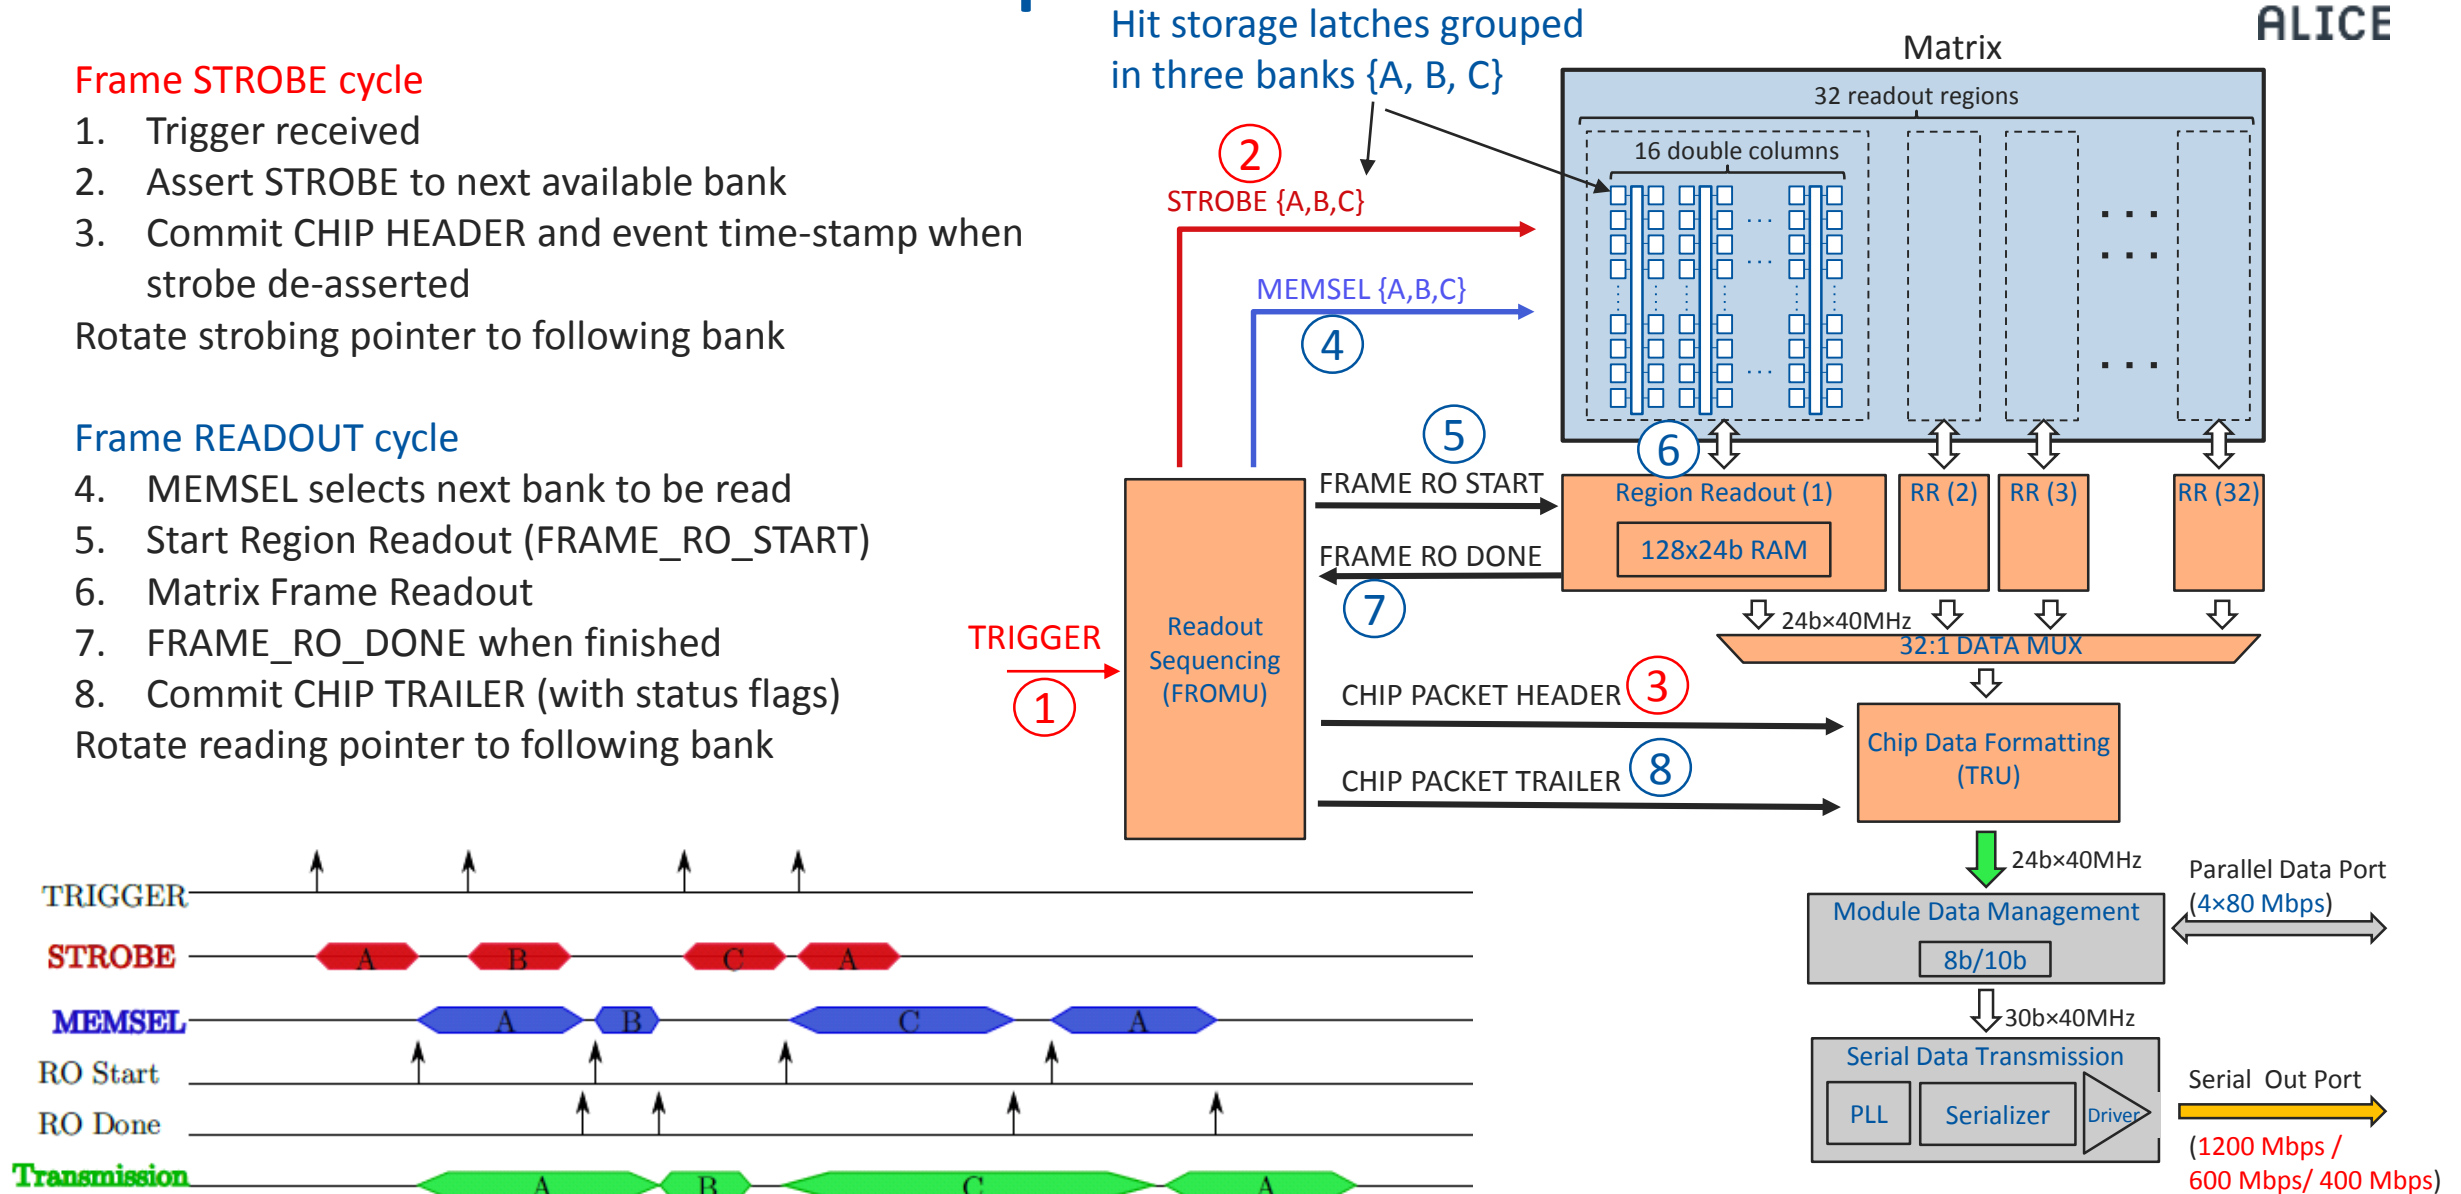 ALICE
Frame STROBE cycle
1. Trigger received
2. Assert STROBE to next available bank
3. Commit CHIP HEADER and event time-stamp when
strobe de-asserted
Rotate strobing pointer to following bank
Frame READOUT cycle
4. MEMSEL selects next bank to be read
5. Start Region Readout (FRAME_RO_START)
6. Matrix Frame Readout
7. FRAME_RO_DONE when finished
8. Commit CHIP TRAILER (with status flags)
Rotate reading pointer to following bank
Hit storage latches grouped
in three banks {A, B, C}
Matrix
32 readout regions
16 double columns
2
STROBE {A,B,C}
MEMSEL {A,B,C}
4
5
6
FRAME RO START
Region Readout (1)
RR (2)
RR (3)
RR (32)
128x24b RAM
FRAME RO DONE
7
24b×40MHz
32:1 DATA MUX
TRIGGER
1
Readout
Sequencing
(FROMU)
CHIP PACKET HEADER
3
CHIP PACKET TRAILER
8
Chip Data Formatting
(TRU)
24b×40MHz
Parallel Data Port
(4×80 Mbps)
Module Data Management
8b/10b
30b×40MHz
Serial Data Transmission
PLL
Serializer
Driver
Serial Out Port
(1200 Mbps /
600 Mbps/ 400 Mbps)
TRIGGER
STROBE A B C A
MEMSEL A B C A
RO Start
RO Done
Transmission A B C A